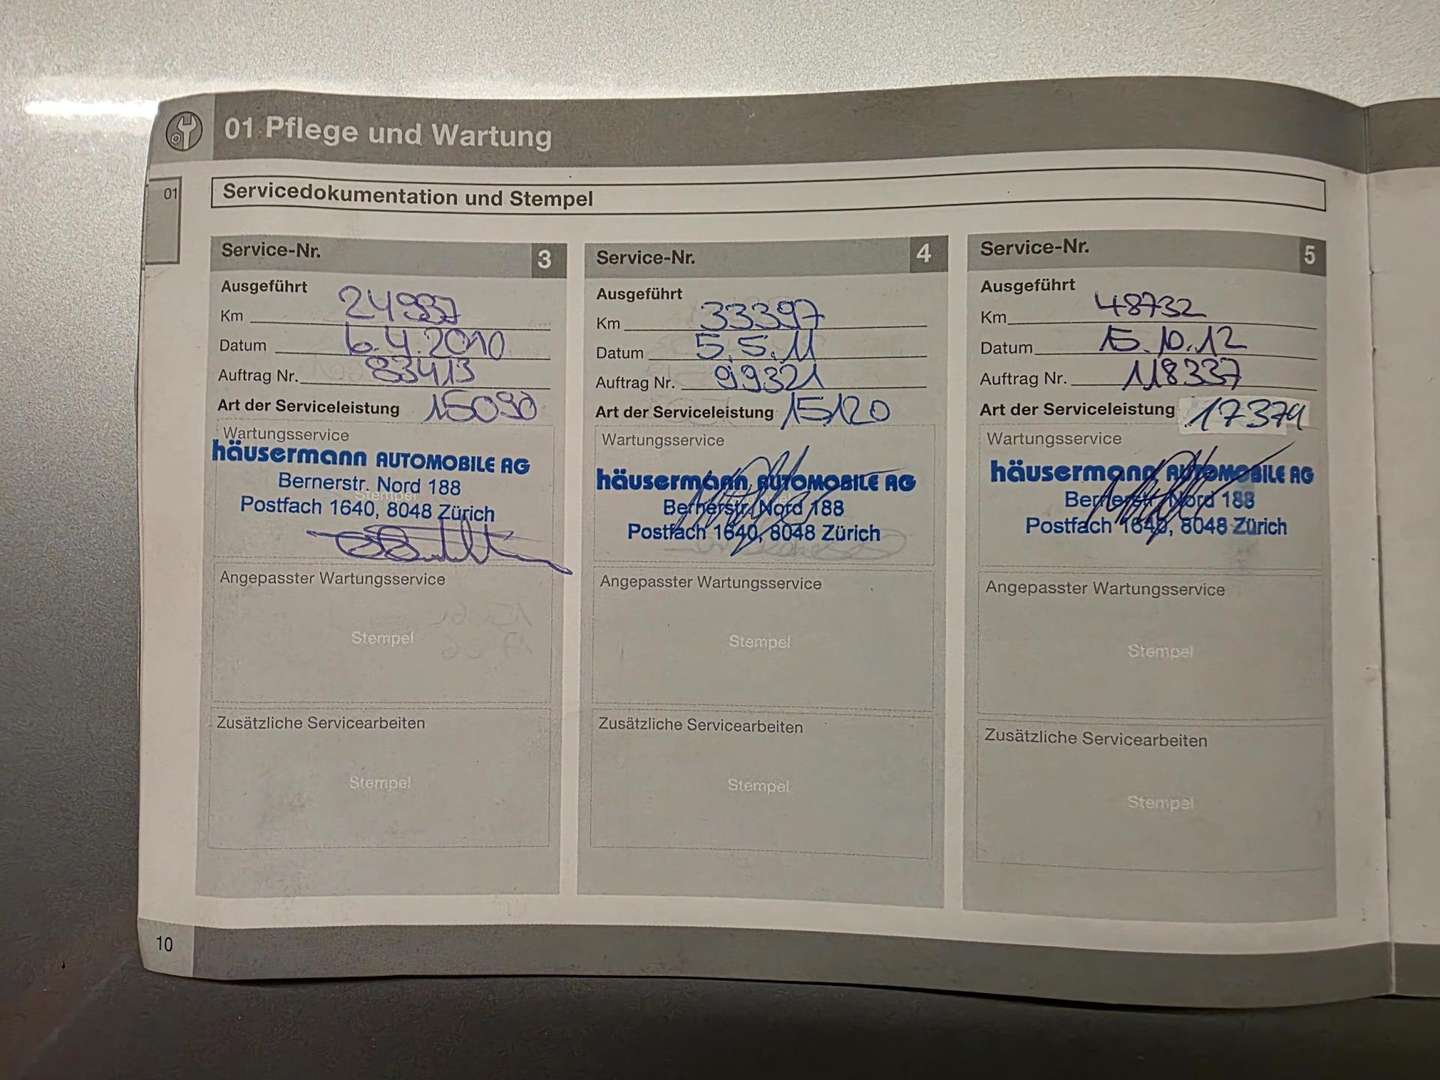 01 Pflege und Wartung
01
Servicedokumentation und Stempel
Service-Nr. 3
Ausgeführt
Km 24987
Datum 6.4.2010
Auftrag Nr. 83413
Art der Serviceleistung 15090
Wartungsservice
häusermann AUTOMOBILE AG
Bernerstr. Nord 188
Stempel
Postfach 1640, 8048 Zürich
Angepasster Wartungsservice
Stempel
Zusätzliche Servicearbeiten
Stempel
Service-Nr. 4
Ausgeführt
Km 33397
Datum 5.5.11
Auftrag Nr. 99321
Art der Serviceleistung 15120
Wartungsservice
häusermann AUTOMOBILE AG
Bernerstr. Nord 188
Postfach 1640, 8048 Zürich
Angepasster Wartungsservice
Stempel
Zusätzliche Servicearbeiten
Stempel
Service-Nr. 5
Ausgeführt
Km 48732
Datum 15.10.12
Auftrag Nr. 118337
Art der Serviceleistung 17379
Wartungsservice
häusermann AUTOMOBILE AG
Bernerstr. Nord 188
Postfach 1640, 8048 Zürich
Angepasster Wartungsservice
Stempel
Zusätzliche Servicearbeiten
Stempel
10